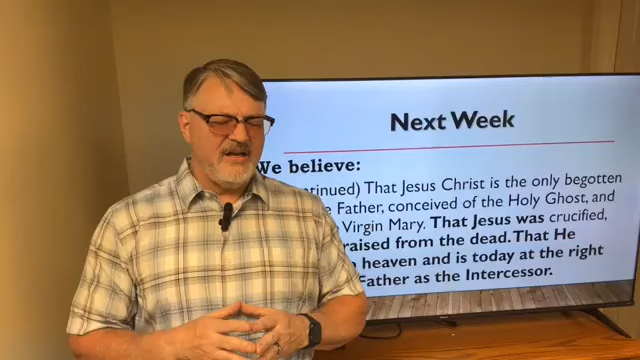 Next Week
We believe:
ntinued) That Jesus Christ is the only begotten
e Father, conceived of the Holy Ghost, and
Virgin Mary. That Jesus was crucified,
raised from the dead. That He
heaven and is today at the right
Father as the Intercessor.